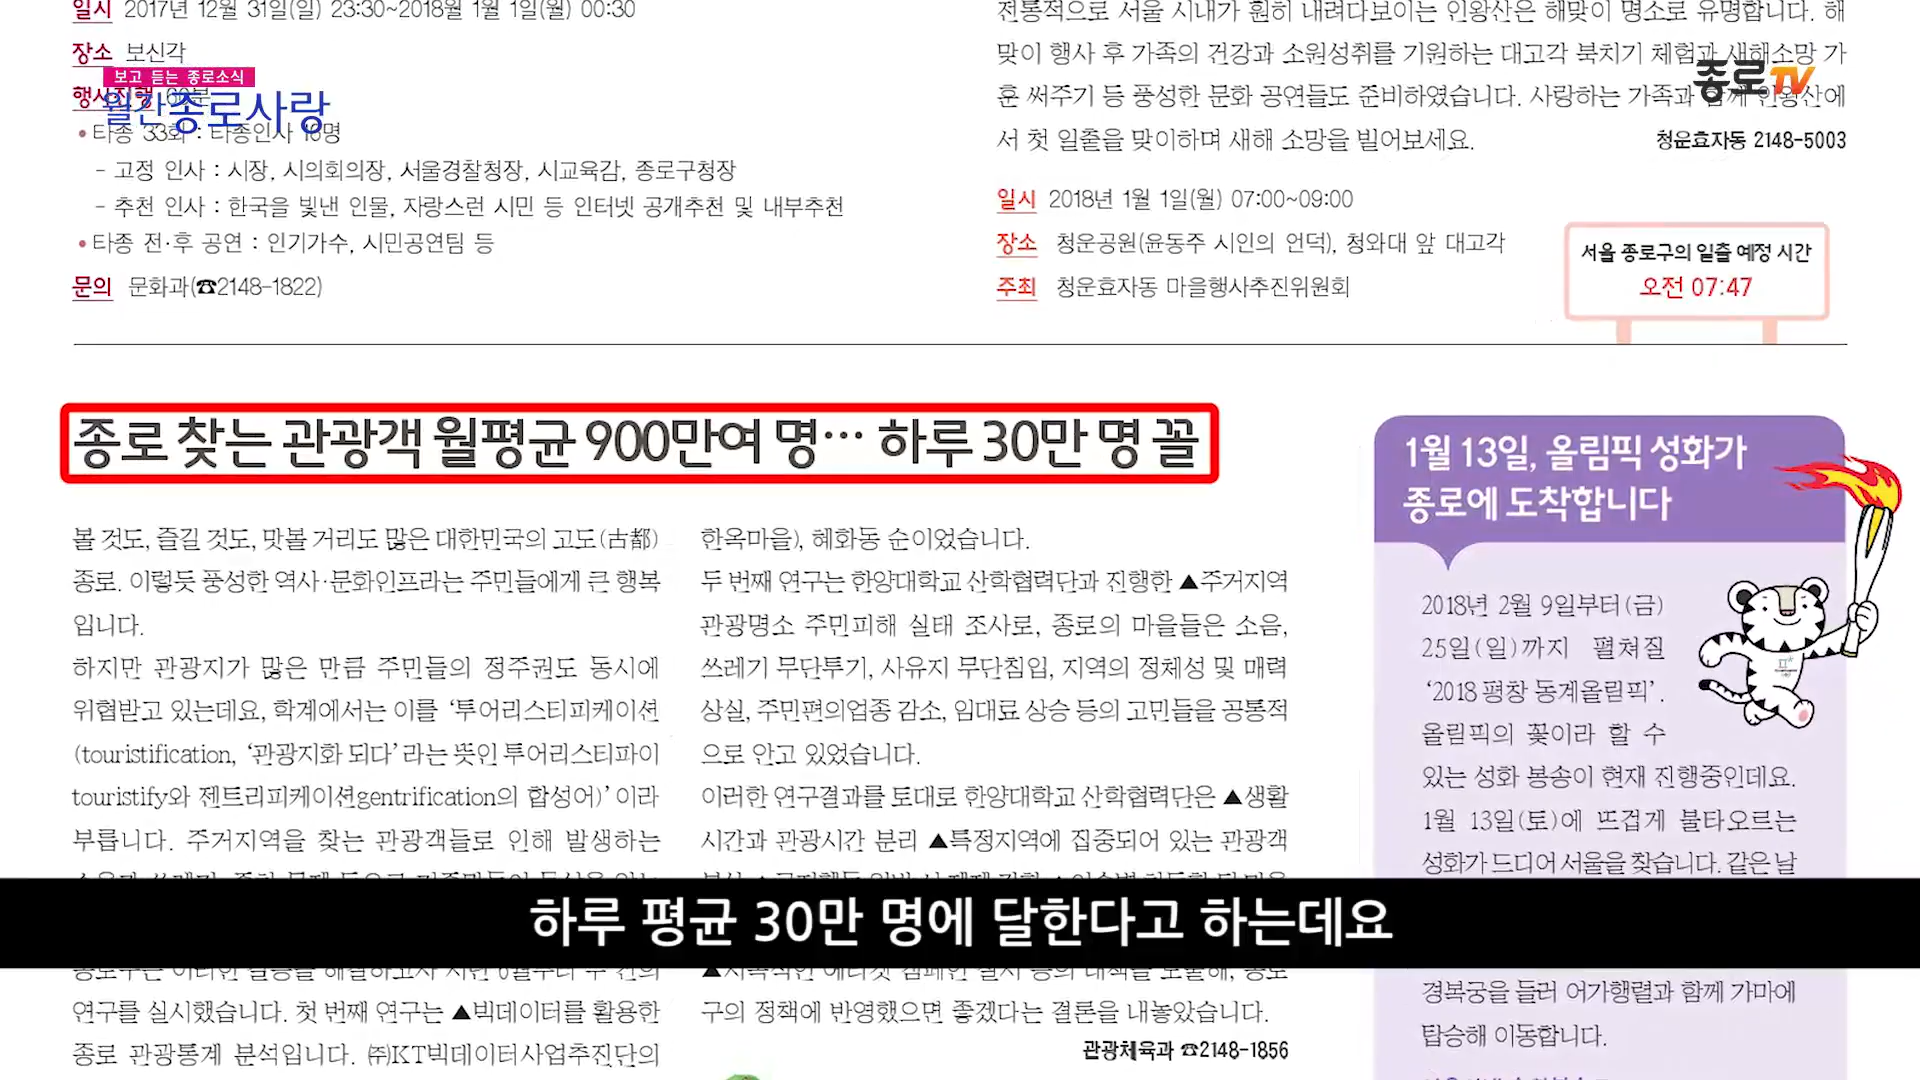 일시 2017년 12월 31일(일) 23:30~2018월 1월 1일(월) 00:30
장소 보신각
보고 듣는 종로소식
월간 종로사랑
행사진행 60분
• 타종 33회 : 타종인사 16명
- 고정 인사 : 시장, 시의회의장, 서울경찰청장, 시교육감, 종로구청장
- 추천 인사 : 한국을 빛낸 인물, 자랑스런 시민 등 인터넷 공개추천 및 내부추천
• 타종 전·후 공연 : 인기가수, 시민공연팀 등
문의 문화과(☎2148-1822)
전통적으로 서울 시내가 훤히 내려다보이는 인왕산은 해맞이 명소로 유명합니다. 해
맞이 행사 후 가족의 건강과 소원성취를 기원하는 대고각 북치기 체험과 새해소망 가
훈 써주기 등 풍성한 문화 공연들도 준비하였습니다. 사랑하는 가족과 함께 인왕산에
서 첫 일출을 맞이하며 새해 소망을 빌어보세요.
청운효자동 2148-5003
종로TV
일시 2018년 1월 1일(월) 07:00~09:00
장소 청운공원(윤동주 시인의 언덕), 청와대 앞 대고각
주최 청운효자동 마을행사추진위원회
서울 종로구의 일출 예정 시간
오전 07:47
종로 찾는 관광객 월평균 900만여 명… 하루 30만 명 꼴
볼 것도, 즐길 것도, 맛볼 거리도 많은 대한민국의 고도(古都)
종로. 이렇듯 풍성한 역사·문화인프라는 주민들에게 큰 행복
입니다.
하지만 관광지가 많은 만큼 주민들의 정주권도 동시에
위협받고 있는데요, 학계에서는 이를 ‘투어리스티피케이션
(touristification, ‘관광지화 되다’라는 뜻인 투어리스티파이
touristify와 젠트리피케이션gentrification의 합성어)’이라
부릅니다. 주거지역을 찾는 관광객들로 인해 발생하는
연구를 실시했습니다. 첫 번째 연구는 ▲빅데이터를 활용한
종로 관광통계 분석입니다. ㈜KT빅데이터사업추진단의
한옥마을), 혜화동 순이었습니다.
두 번째 연구는 한양대학교 산학협력단과 진행한 ▲주거지역
관광명소 주민피해 실태 조사로, 종로의 마을들은 소음,
쓰레기 무단투기, 사유지 무단침입, 지역의 정체성 및 매력
상실, 주민편의업종 감소, 임대료 상승 등의 고민들을 공통적
으로 안고 있었습니다.
이러한 연구결과를 토대로 한양대학교 산학협력단은 ▲생활
시간과 관광시간 분리 ▲특정지역에 집중되어 있는 관광객
구의 정책에 반영했으면 좋겠다는 결론을 내놓았습니다.
관광체육과 ☎2148-1856
1월 13일, 올림픽 성화가
종로에 도착합니다
2018년 2월 9일부터(금)
25일(일)까지 펼쳐질
‘2018 평창 동계올림픽’.
올림픽의 꽃이라 할 수
있는 성화 봉송이 현재 진행중인데요.
1월 13일(토)에 뜨겁게 불타오르는
성화가 드디어 서울을 찾습니다. 같은 날
경복궁을 들러 어가행렬과 함께 가마에
탑승해 이동합니다.
하루 평균 30만 명에 달한다고 하는데요